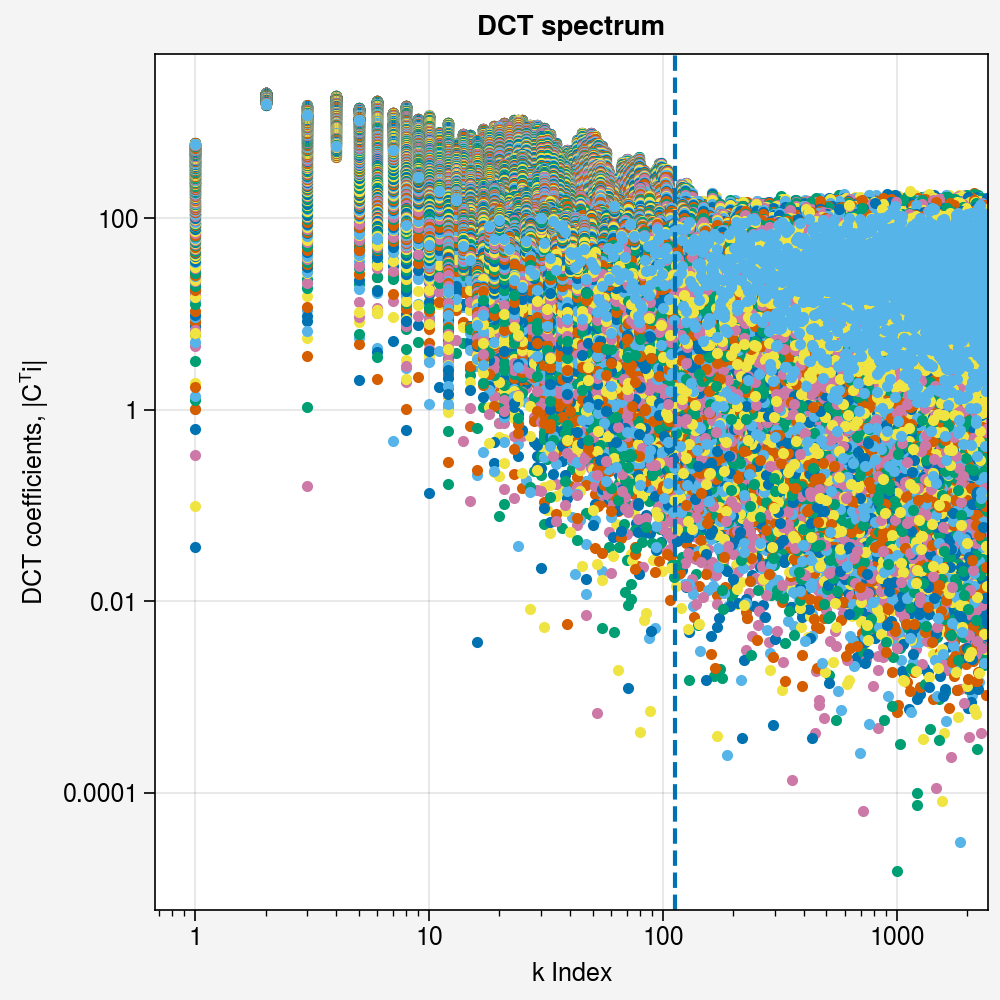 DCT spectrum
100
1
0.01
0.0001
DCT coefficients, |Cᵀi|
1 10 100 1000
k Index